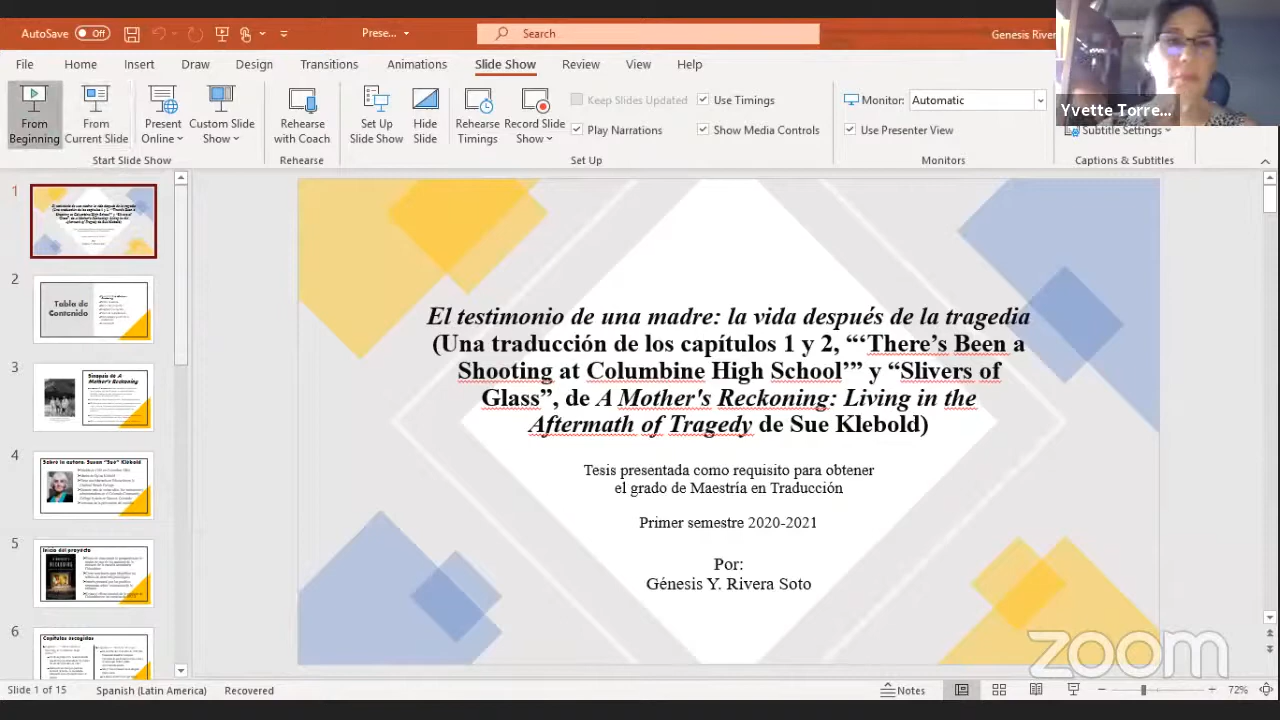 AutoSave Off
Prese...
Search...
Genesis River
File Home Insert Draw Design Transitions Animations Slide Show Review View Help
From Beginning
From Current Slide
Present Online
Custom Slide Show
Rehearse with Coach
Set Up Slide Show
Hide Slide
Rehearse Timings
Record Slide Show
Keep Slides Updated
Play Narrations
Use Timings
Show Media Controls
Monitor: Automatic
Use Presenter View
Subtitle Settings
Start Slide Show
Rehearse
Set Up
Monitors
Captions & Subtitles
Yvette Torre...
1
2
Tabla de
Contenido
3
Sinopsis de A
Mother's Reckoning
4
Sobre la autora: Susan "Sue" Klebold
5
Inicio del proyecto
6
Capítulos escogidos
El testimonio de una madre: la vida después de la tragedia
(Una traducción de los capítulos 1 y 2, “‘There’s Been a
Shooting at Columbine High School’” y “Slivers of
Glass”, de A Mother's Reckoning: Living in the
Aftermath of Tragedy de Sue Klebold)
Tesis presentada como requisito para obtener
el grado de Maestría en Traducción
Primer semestre 2020-2021
Por:
Génesis Y. Rivera Soto
zoom
Slide 1 of 15 Spanish (Latin America) Recovered
Notes
72%